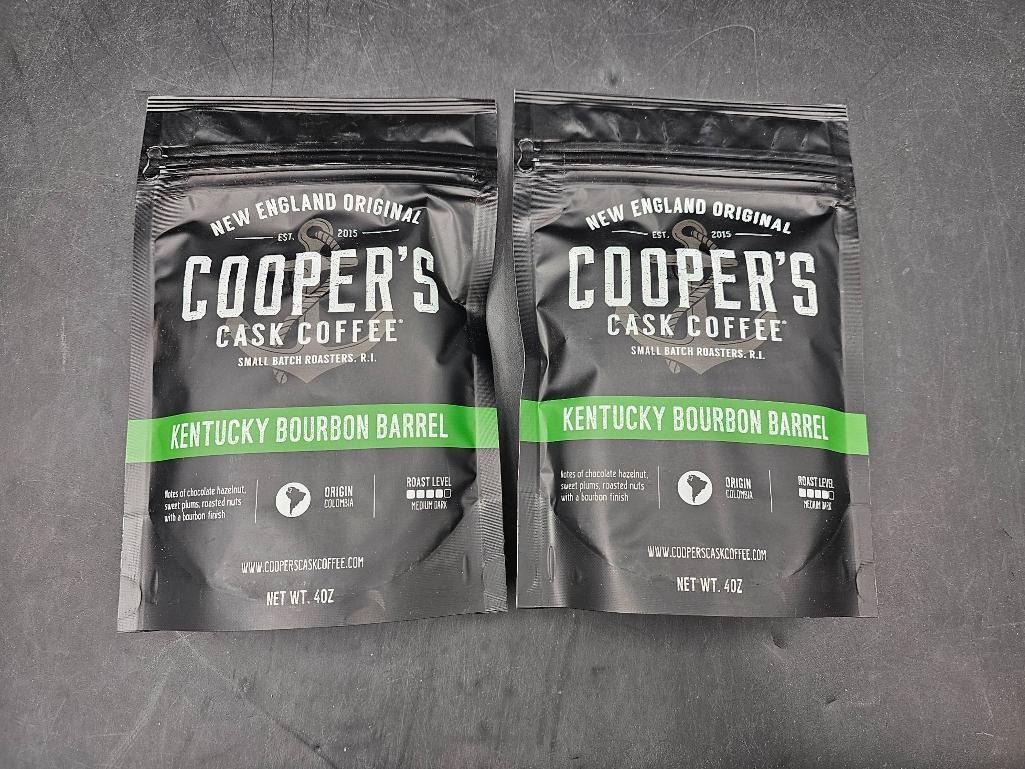 NEW ENGLAND ORIGINAL
EST. 2015
COOPER'S
CASK COFFEE®
SMALL BATCH ROASTERS. R.I.
KENTUCKY BOURBON BARREL
Notes of chocolate hazelnut,
sweet plums, roasted nuts
with a bourbon finish
ORIGIN
COLOMBIA
ROAST LEVEL
MEDIUM DARK
WWW.COOPERSCASKCOFFEE.COM
NET WT. 4OZ
NEW ENGLAND ORIGINAL
EST. 2015
COOPER'S
CASK COFFEE®
SMALL BATCH ROASTERS. R.I.
KENTUCKY BOURBON BARREL
Notes of chocolate hazelnut,
sweet plums, roasted nuts
with a bourbon finish
ORIGIN
COLOMBIA
ROAST LEVEL
MEDIUM DARK
WWW.COOPERSCASKCOFFEE.COM
NET WT. 4OZ